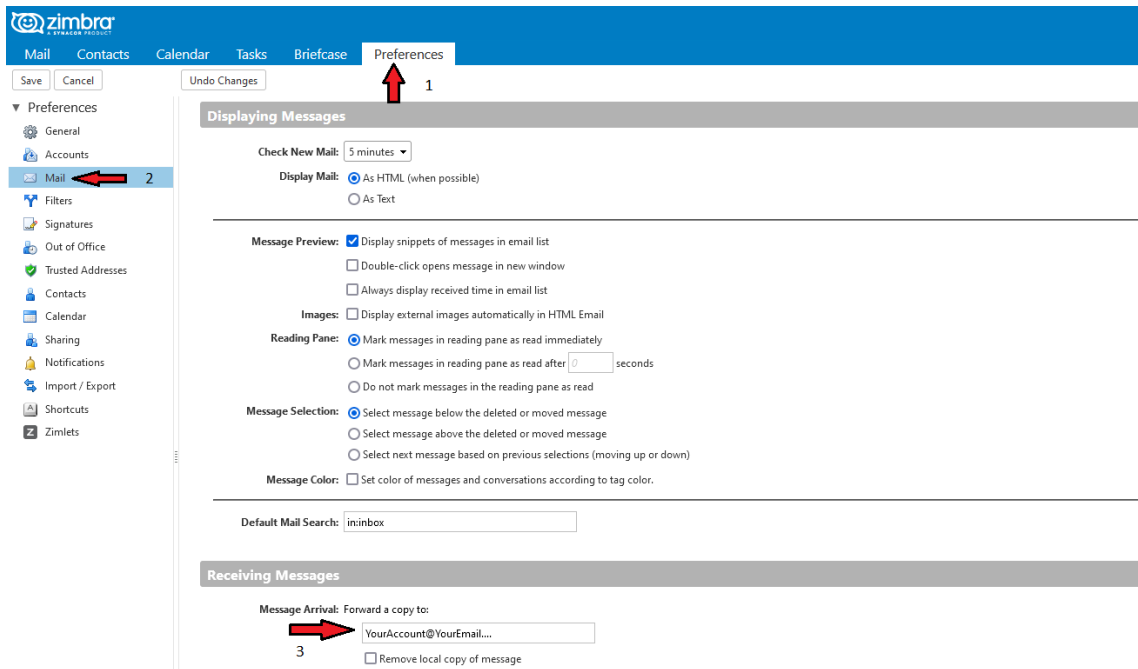 zimbra
A SYNACOR PRODUCT
Mail Contacts Calendar Tasks Briefcase Preferences
Save Cancel Undo Changes 1
Preferences
General
Accounts
Mail 2
Filters
Signatures
Out of Office
Trusted Addresses
Contacts
Calendar
Sharing
Notifications
Import / Export
Shortcuts
Zimlets
Displaying Messages
Check New Mail: 5 minutes
Display Mail: As HTML (when possible)
As Text
Message Preview: Display snippets of messages in email list
Double-click opens message in new window
Always display received time in email list
Images: Display external images automatically in HTML Email
Reading Pane: Mark messages in reading pane as read immediately
Mark messages in reading pane as read after 0 seconds
Do not mark messages in the reading pane as read
Message Selection: Select message below the deleted or moved message
Select message above the deleted or moved message
Select next message based on previous selections (moving up or down)
Message Color: Set color of messages and conversations according to tag color.
Default Mail Search: in:inbox
Receiving Messages
Message Arrival: Forward a copy to:
YourAccount@YourEmail....
3
Remove local copy of message